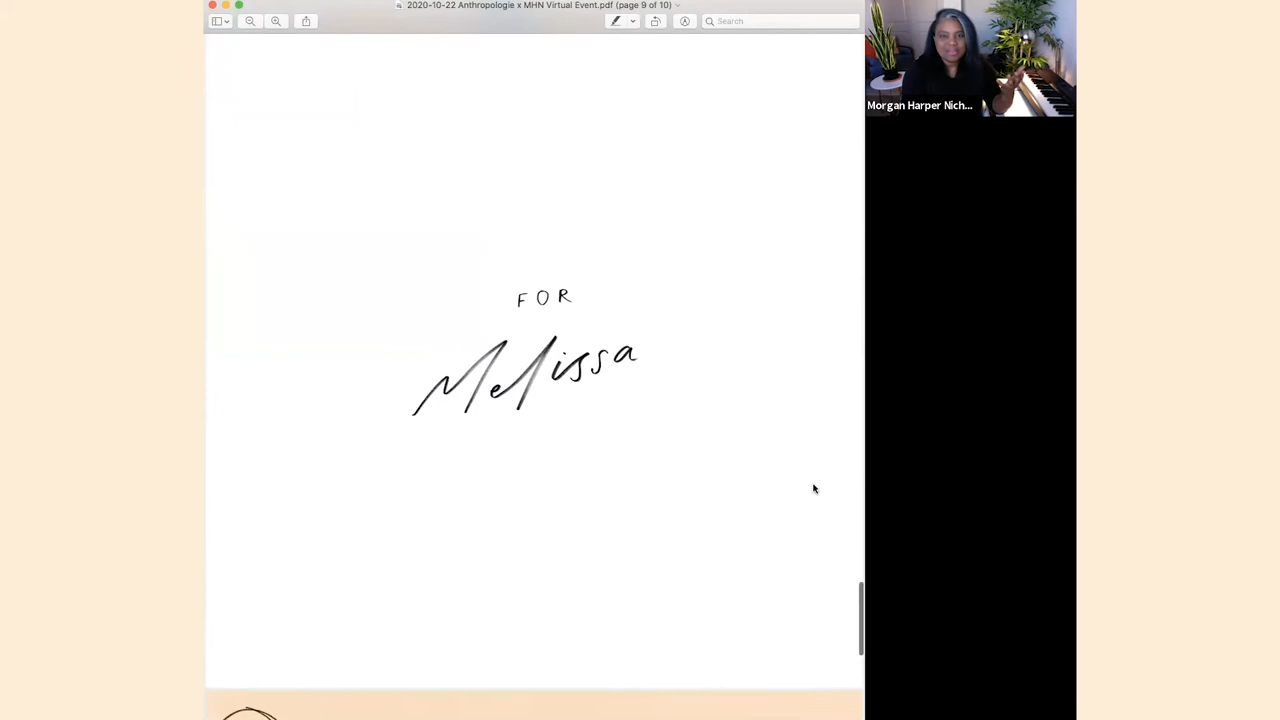 2020-10-22 Anthropologie x MHN Virtual Event.pdf (page 9 of 10)
Search
Morgan Harper Nich...
FOR
Melissa